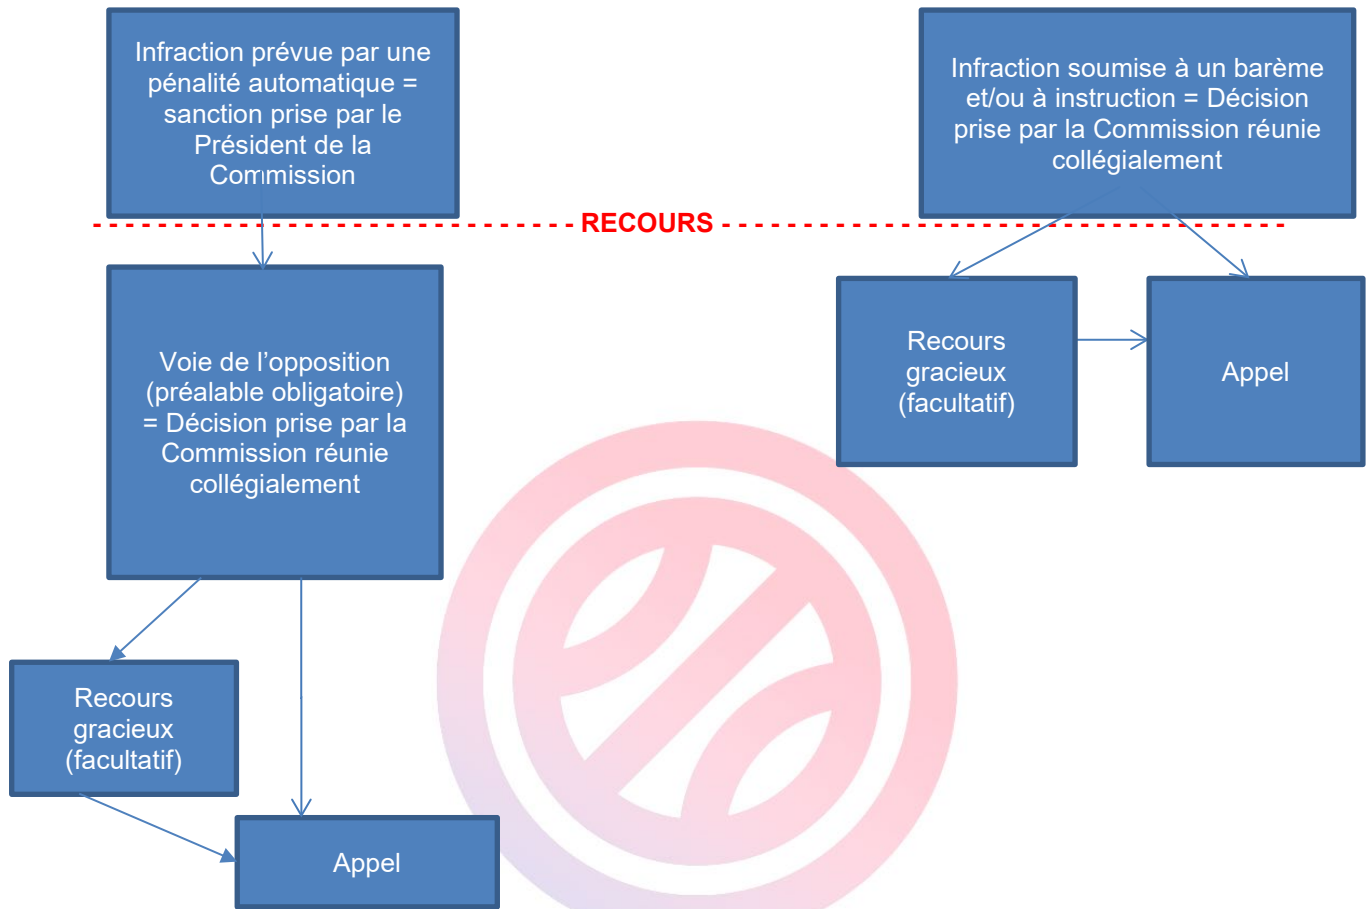 Infraction prévue par une
pénalité automatique =
sanction prise par le
Président de la
Commission
Infraction soumise à un barème
et/ou à instruction = Décision
prise par la Commission réunie
collégialement
RECOURS
Voie de l’opposition
(préalable obligatoire)
= Décision prise par la
Commission réunie
collégialement
Recours
gracieux
(facultatif)
Appel
Recours
gracieux
(facultatif)
Appel